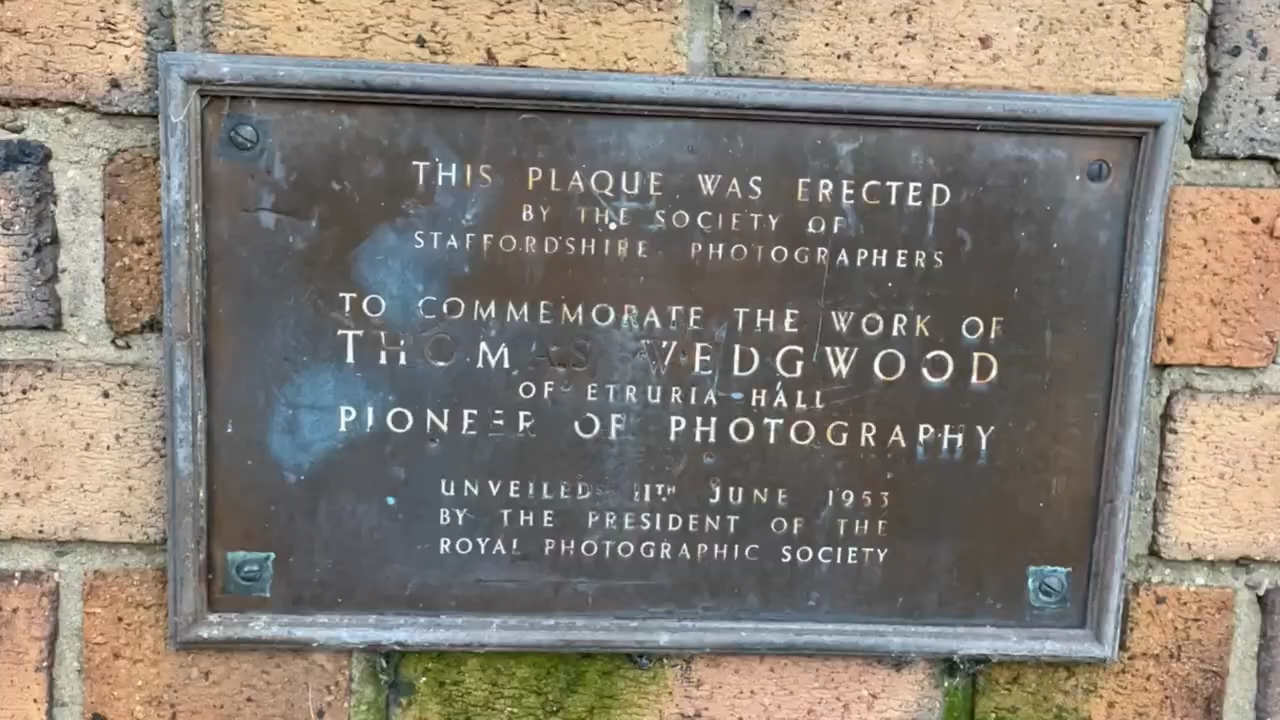 THIS PLAQUE WAS ERECTED
BY THE SOCIETY OF
STAFFORDSHIRE PHOTOGRAPHERS
TO COMMEMORATE THE WORK OF
THOMAS WEDGWOOD
OF ETRURIA HALL
PIONEER OF PHOTOGRAPHY
UNVEILED 11TH JUNE 1953
BY THE PRESIDENT OF THE
ROYAL PHOTOGRAPHIC SOCIETY